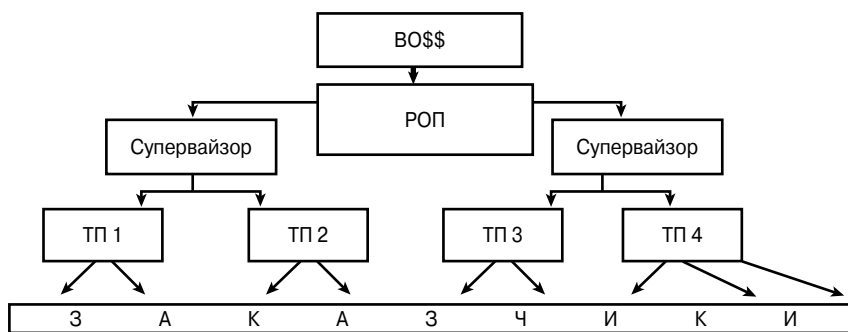 BO$$
РОП
Супервайзор Супервайзор
ТП 1 ТП 2 ТП 3 ТП 4
З А К А З Ч И К И